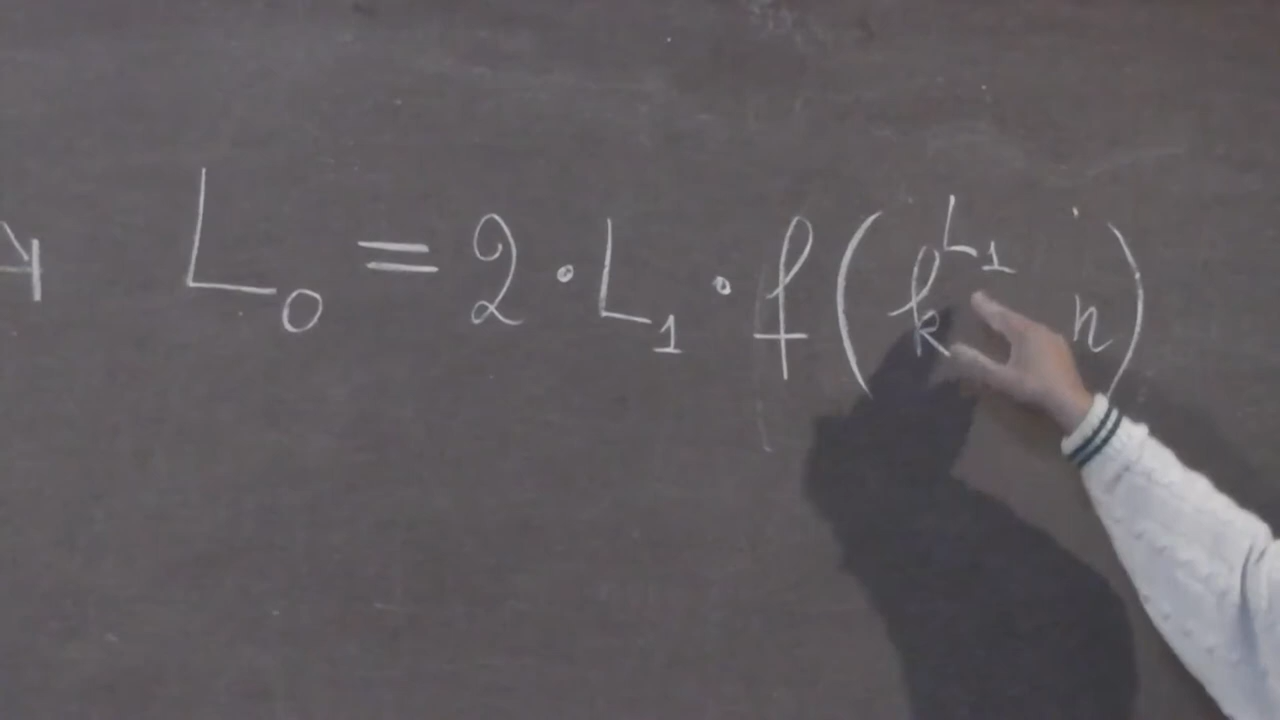 L₀ = 2 · L₁ · f(k^L₁ n)